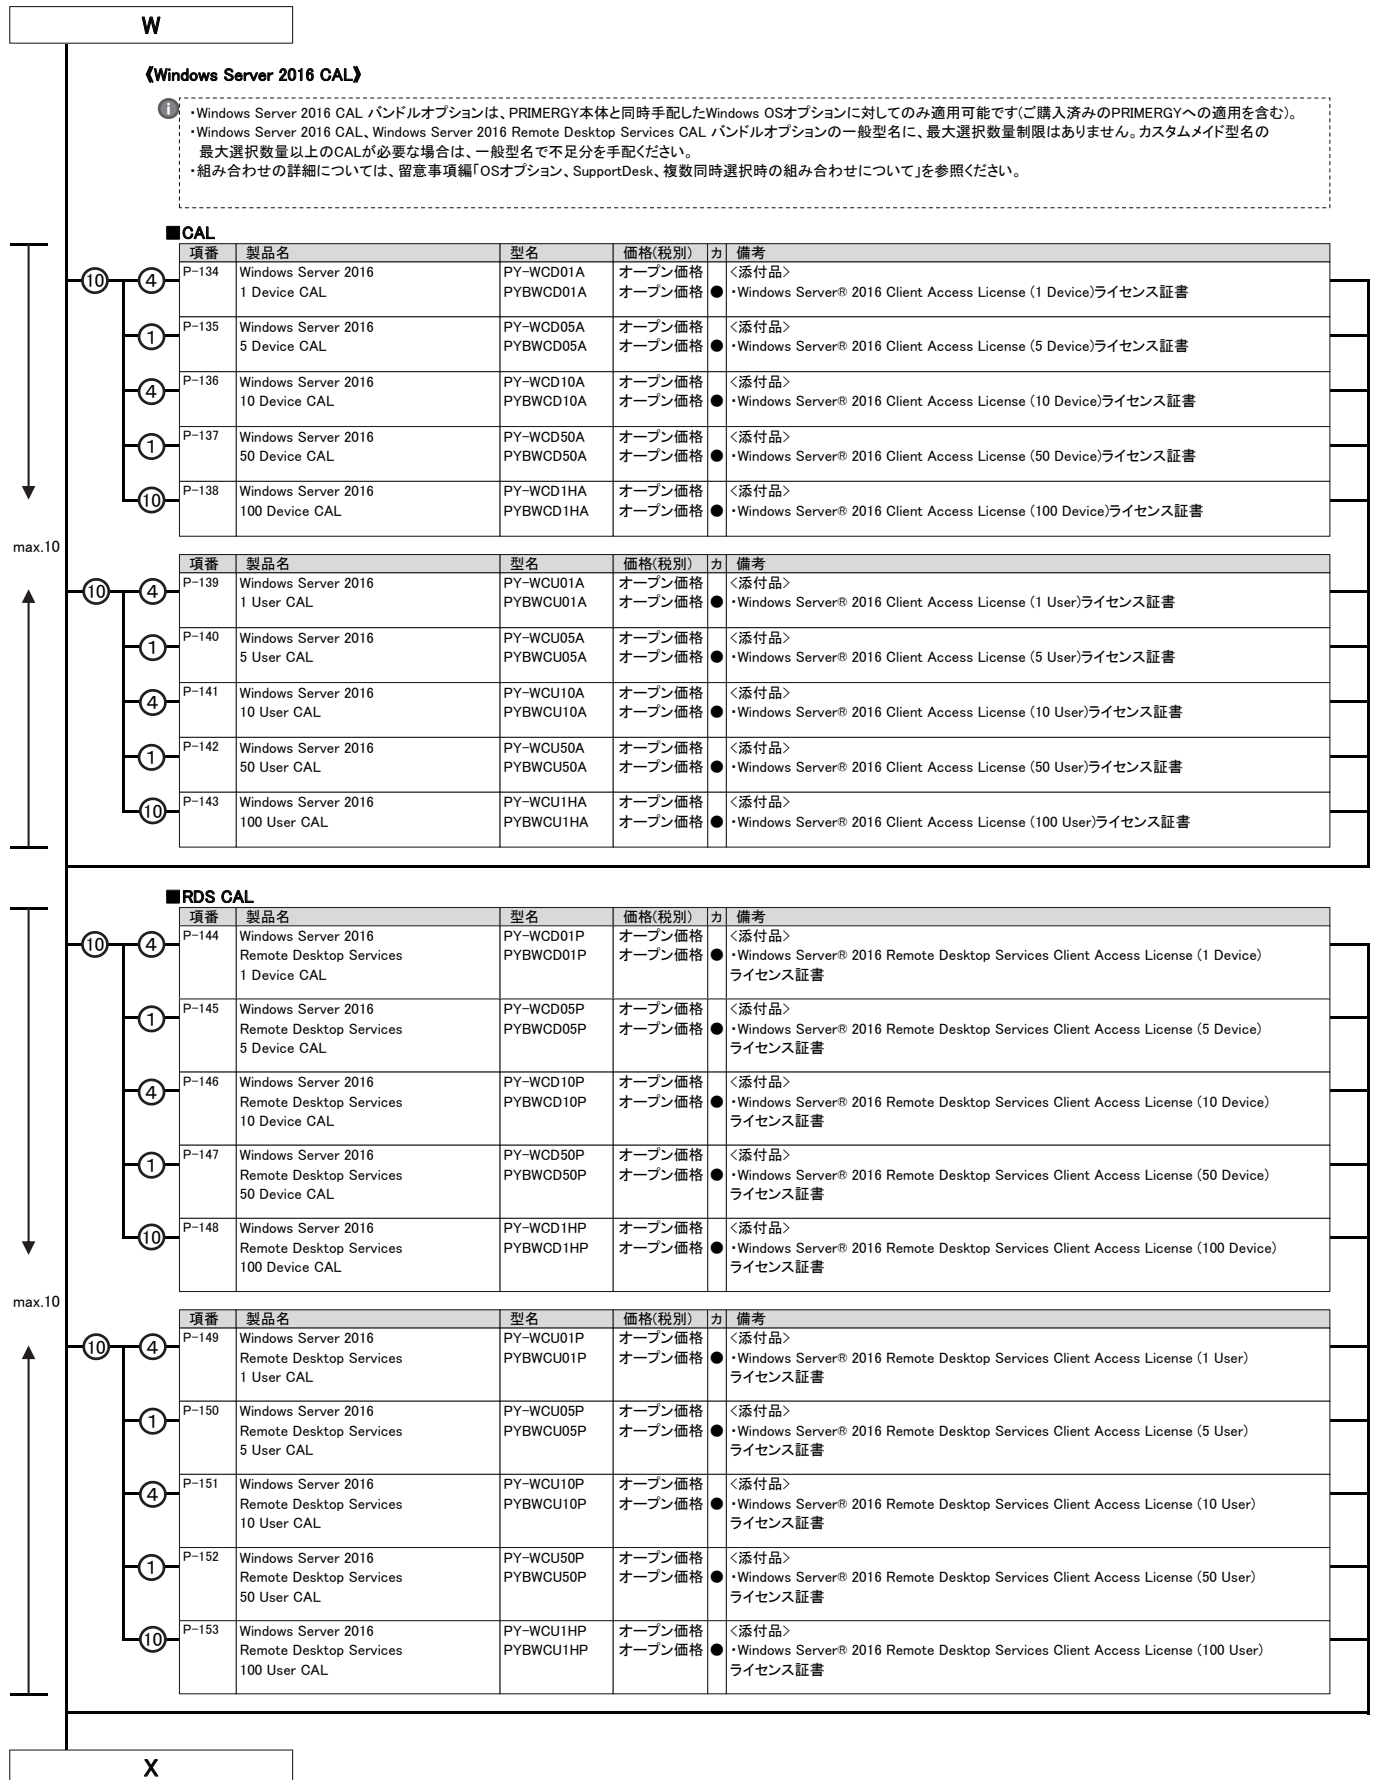 W
《Windows Server 2016 CAL》
・Windows Server 2016 CAL バンドルオプションは、PRIMERGY本体と同時手配したWindows OSオプションに対してのみ適用可能です(ご購入済みのPRIMERGYへの適用を含む)。
・Windows Server 2016 CAL、Windows Server 2016 Remote Desktop Services CAL バンドルオプションの一般型名に、最大選択数量制限はありません。カスタムメイド型名の
最大選択数量以上のCALが必要な場合は、一般型名で不足分を手配ください。
・組み合わせの詳細については、留意事項編「OSオプション、SupportDesk、複数同時選択時の組み合わせについて」を参照ください。
■CAL
項番 製品名 型名 価格(税別) カ 備考
P-134 Windows Server 2016 PY-WCD01A オープン価格 <添付品>
10 4 1 Device CAL PYBWCD01A オープン価格 ● ・Windows Server® 2016 Client Access License (1 Device)ライセンス証書
P-135 Windows Server 2016 PY-WCD05A オープン価格 <添付品>
1 5 Device CAL PYBWCD05A オープン価格 ● ・Windows Server® 2016 Client Access License (5 Device)ライセンス証書
P-136 Windows Server 2016 PY-WCD10A オープン価格 <添付品>
4 10 Device CAL PYBWCD10A オープン価格 ● ・Windows Server® 2016 Client Access License (10 Device)ライセンス証書
P-137 Windows Server 2016 PY-WCD50A オープン価格 <添付品>
1 50 Device CAL PYBWCD50A オープン価格 ● ・Windows Server® 2016 Client Access License (50 Device)ライセンス証書
P-138 Windows Server 2016 PY-WCD1HA オープン価格 <添付品>
10 100 Device CAL PYBWCD1HA オープン価格 ● ・Windows Server® 2016 Client Access License (100 Device)ライセンス証書
max.10
項番 製品名 型名 価格(税別) カ 備考
P-139 Windows Server 2016 PY-WCU01A オープン価格 <添付品>
10 4 1 User CAL PYBWCU01A オープン価格 ● ・Windows Server® 2016 Client Access License (1 User)ライセンス証書
P-140 Windows Server 2016 PY-WCU05A オープン価格 <添付品>
1 5 User CAL PYBWCU05A オープン価格 ● ・Windows Server® 2016 Client Access License (5 User)ライセンス証書
P-141 Windows Server 2016 PY-WCU10A オープン価格 <添付品>
4 10 User CAL PYBWCU10A オープン価格 ● ・Windows Server® 2016 Client Access License (10 User)ライセンス証書
P-142 Windows Server 2016 PY-WCU50A オープン価格 <添付品>
1 50 User CAL PYBWCU50A オープン価格 ● ・Windows Server® 2016 Client Access License (50 User)ライセンス証書
P-143 Windows Server 2016 PY-WCU1HA オープン価格 <添付品>
10 100 User CAL PYBWCU1HA オープン価格 ● ・Windows Server® 2016 Client Access License (100 User)ライセンス証書
■RDS CAL
項番 製品名 型名 価格(税別) カ 備考
P-144 Windows Server 2016 PY-WCD01P オープン価格 <添付品>
10 4 Remote Desktop Services PYBWCD01P オープン価格 ● ・Windows Server® 2016 Remote Desktop Services Client Access License (1 Device)
1 Device CAL ライセンス証書
P-145 Windows Server 2016 PY-WCD05P オープン価格 <添付品>
1 Remote Desktop Services PYBWCD05P オープン価格 ● ・Windows Server® 2016 Remote Desktop Services Client Access License (5 Device)
5 Device CAL ライセンス証書
P-146 Windows Server 2016 PY-WCD10P オープン価格 <添付品>
4 Remote Desktop Services PYBWCD10P オープン価格 ● ・Windows Server® 2016 Remote Desktop Services Client Access License (10 Device)
10 Device CAL ライセンス証書
P-147 Windows Server 2016 PY-WCD50P オープン価格 <添付品>
1 Remote Desktop Services PYBWCD50P オープン価格 ● ・Windows Server® 2016 Remote Desktop Services Client Access License (50 Device)
50 Device CAL ライセンス証書
P-148 Windows Server 2016 PY-WCD1HP オープン価格 <添付品>
10 Remote Desktop Services PYBWCD1HP オープン価格 ● ・Windows Server® 2016 Remote Desktop Services Client Access License (100 Device)
100 Device CAL ライセンス証書
max.10
項番 製品名 型名 価格(税別) カ 備考
P-149 Windows Server 2016 PY-WCU01P オープン価格 <添付品>
10 4 Remote Desktop Services PYBWCU01P オープン価格 ● ・Windows Server® 2016 Remote Desktop Services Client Access License (1 User)
1 User CAL ライセンス証書
P-150 Windows Server 2016 PY-WCU05P オープン価格 <添付品>
1 Remote Desktop Services PYBWCU05P オープン価格 ● ・Windows Server® 2016 Remote Desktop Services Client Access License (5 User)
5 User CAL ライセンス証書
P-151 Windows Server 2016 PY-WCU10P オープン価格 <添付品>
4 Remote Desktop Services PYBWCU10P オープン価格 ● ・Windows Server® 2016 Remote Desktop Services Client Access License (10 User)
10 User CAL ライセンス証書
P-152 Windows Server 2016 PY-WCU50P オープン価格 <添付品>
1 Remote Desktop Services PYBWCU50P オープン価格 ● ・Windows Server® 2016 Remote Desktop Services Client Access License (50 User)
50 User CAL ライセンス証書
P-153 Windows Server 2016 PY-WCU1HP オープン価格 <添付品>
10 Remote Desktop Services PYBWCU1HP オープン価格 ● ・Windows Server® 2016 Remote Desktop Services Client Access License (100 User)
100 User CAL ライセンス証書
X